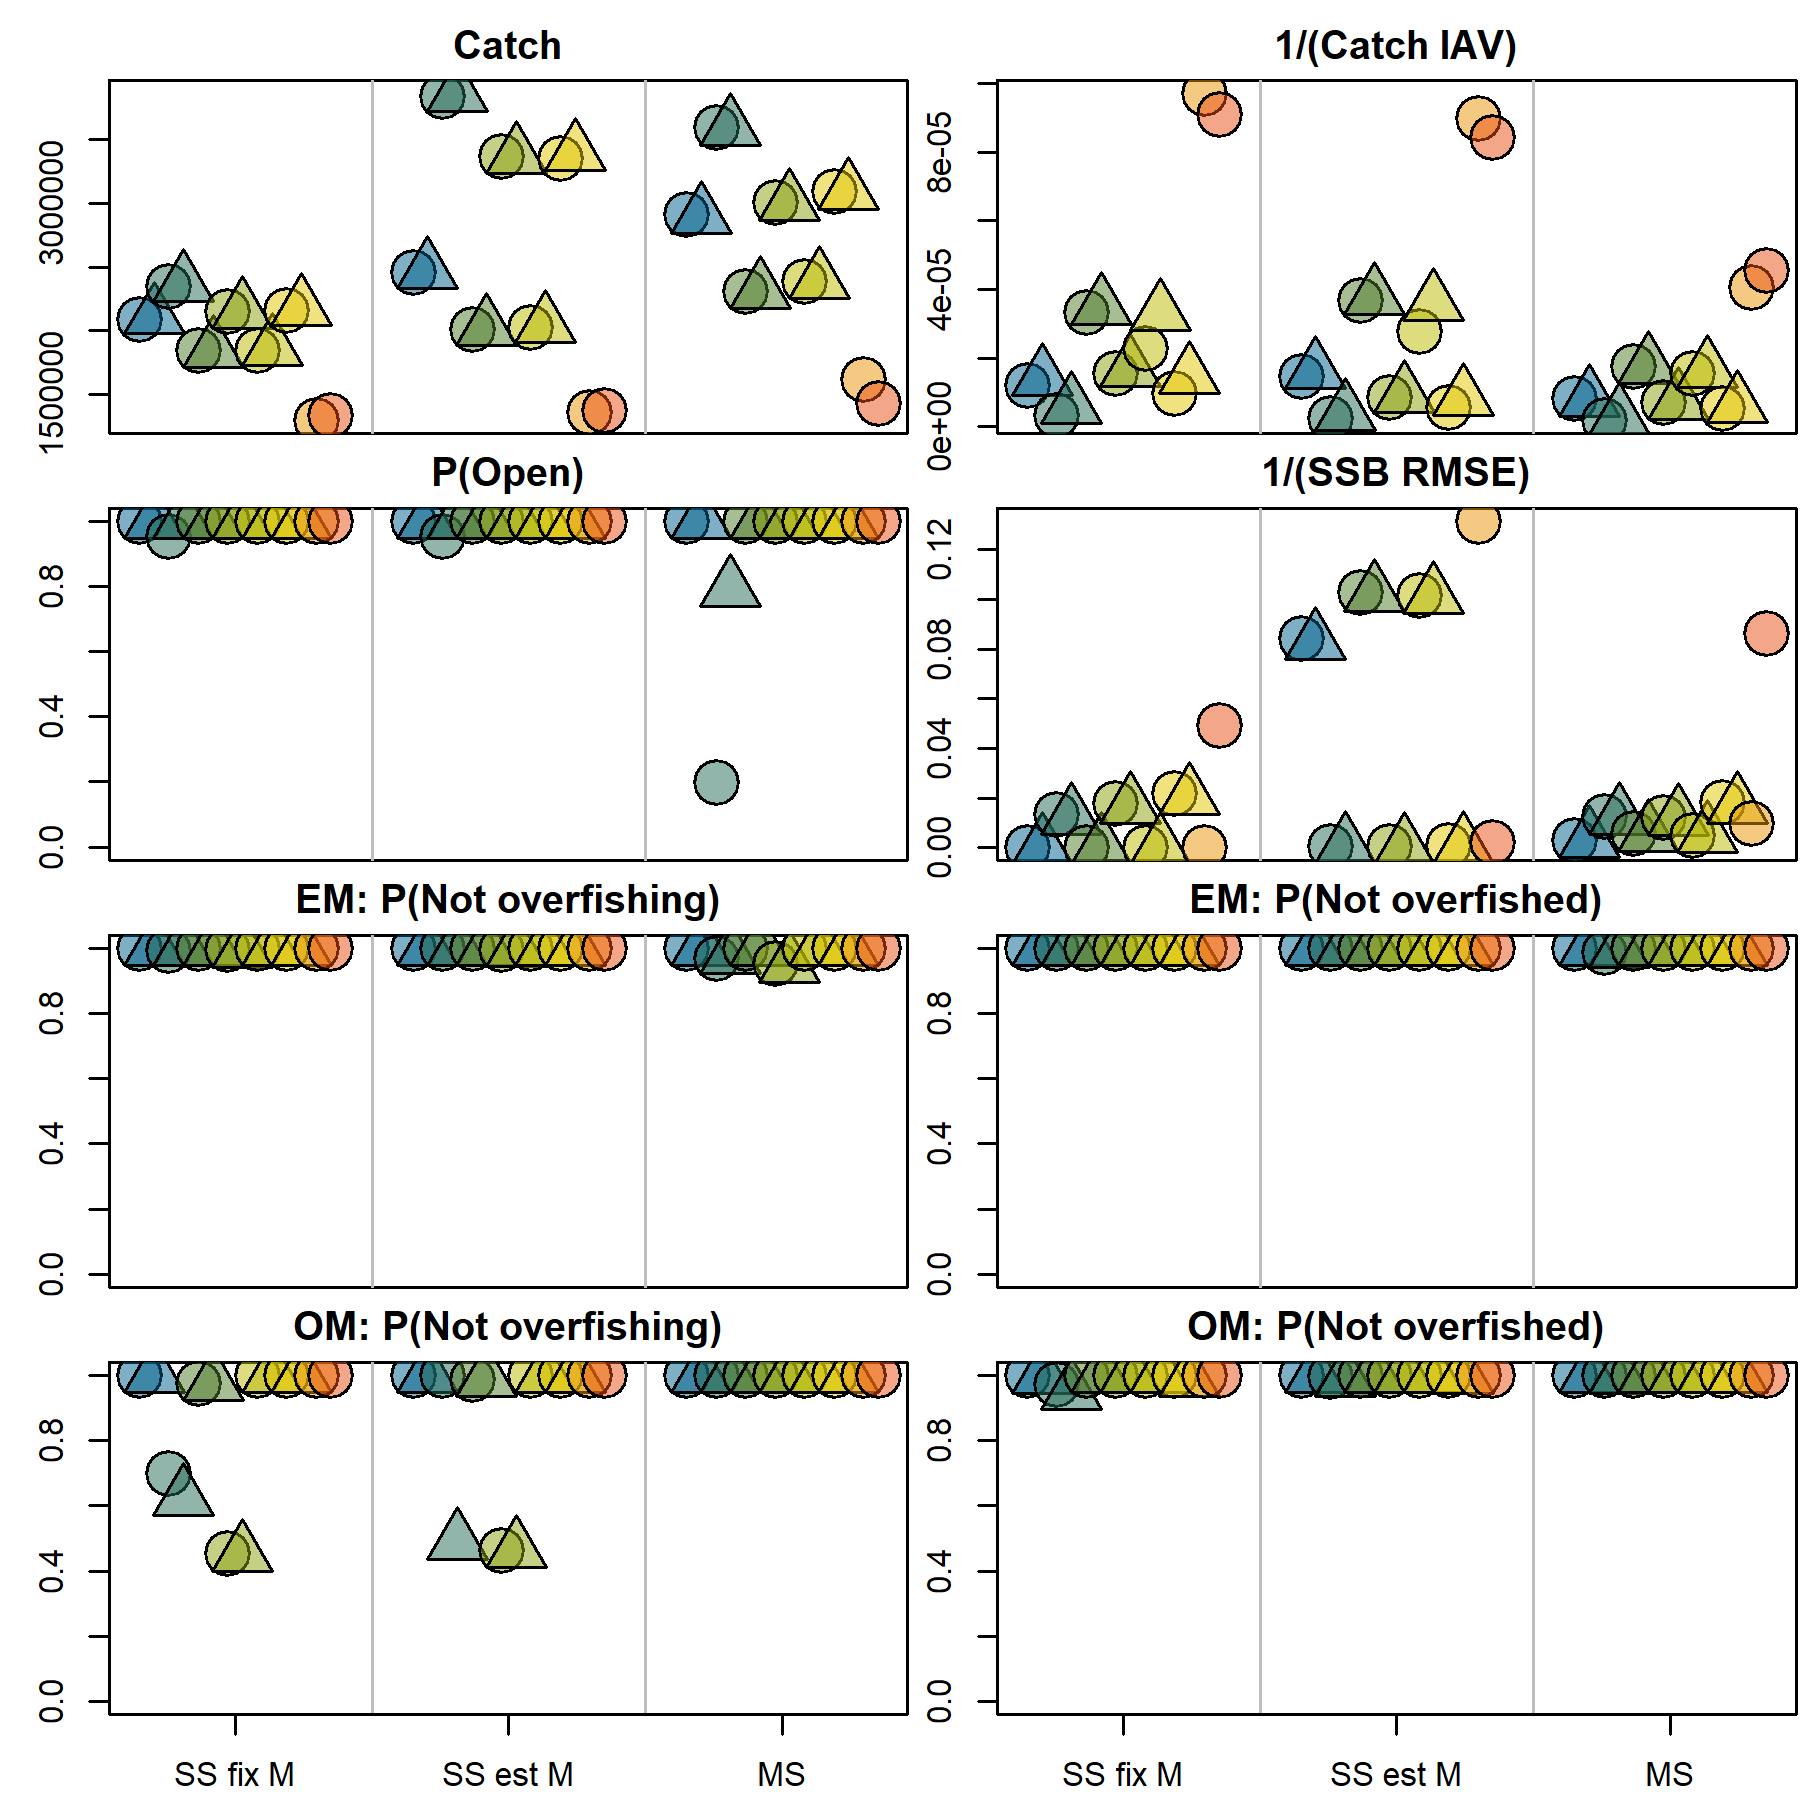 Catch
1/(Catch IAV)
1500000
3000000
0e+00
4e-05
8e-05
P(Open)
1/(SSB RMSE)
0.0
0.4
0.8
0.00
0.04
0.08
0.12
EM: P(Not overfishing)
EM: P(Not overfished)
0.0
0.4
0.8
0.0
0.4
0.8
OM: P(Not overfishing)
OM: P(Not overfished)
0.0
0.4
0.8
0.0
0.4
0.8
SS fix M
SS est M
MS
SS fix M
SS est M
MS